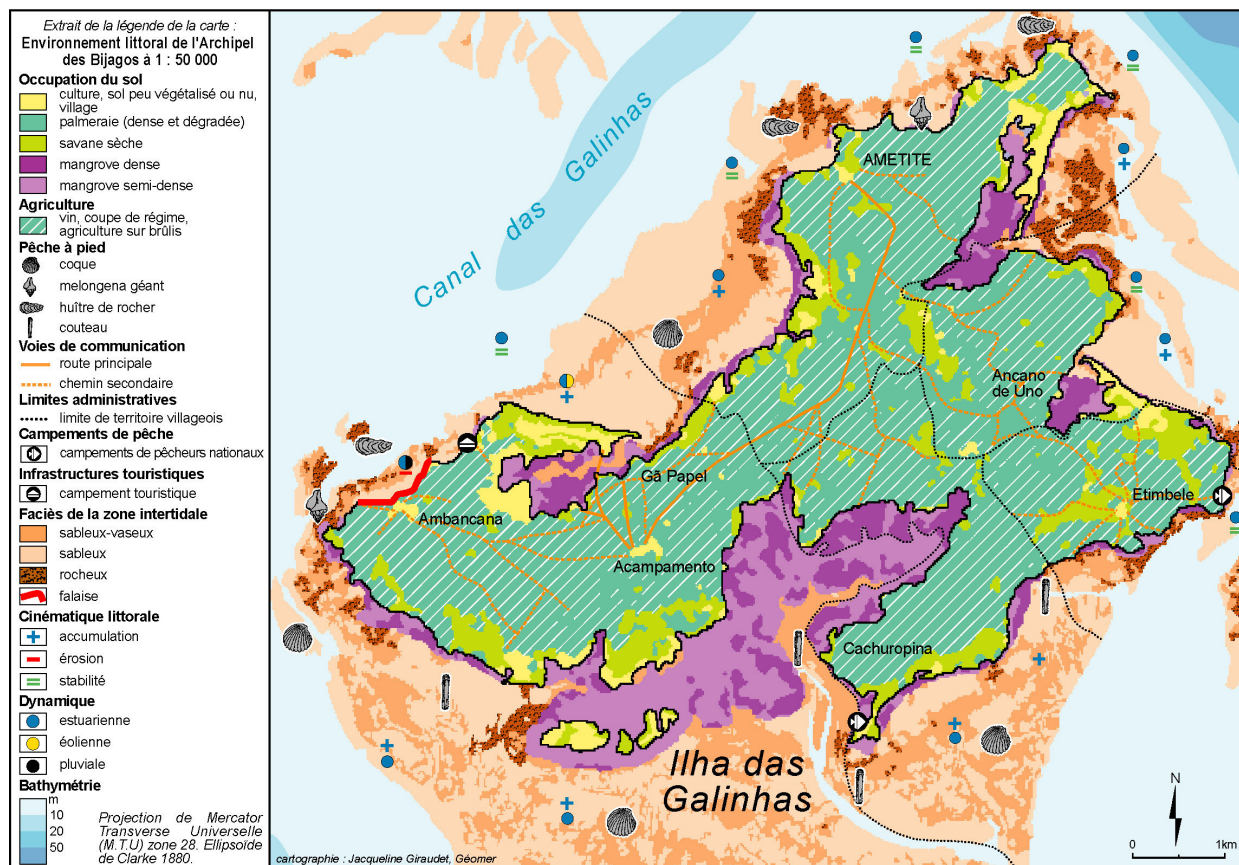 Extrait de la légende de la carte :
Environnement littoral de l'Archipel
des Bijagos à 1 : 50 000
Occupation du sol
culture, sol peu végétalisé ou nu,
village
palmeraie (dense et dégradée)
savane sèche
mangrove dense
mangrove semi-dense
Agriculture
vin, coupe de régime,
agriculture sur brûlis
Pêche à pied
coque
melongena géant
huître de rocher
couteau
Voies de communication
route principale
chemin secondaire
Limites administratives
limite de territoire villageois
Campements de pêche
campements de pêcheurs nationaux
Infrastructures touristiques
campement touristique
Faciès de la zone intertidale
sableux-vaseux
sableux
rocheux
falaise
Cinématique littorale
accumulation
érosion
stabilité
Dynamique
estuarienne
éolienne
pluviale
Bathymétrie
m
10
20
50
Projection de Mercator
Transverse Universelle
(M.T.U) zone 28. Ellipsoïde
de Clarke 1880.
Canal das Galinhas
AMETITE
Ancano
de Uno
Gã Papel
Etimbele
Ambancana
Acampamento
Cachuropina
Ilha das
Galinhas
N
0 1km
cartographie : Jacqueline Giraudet, Géomer